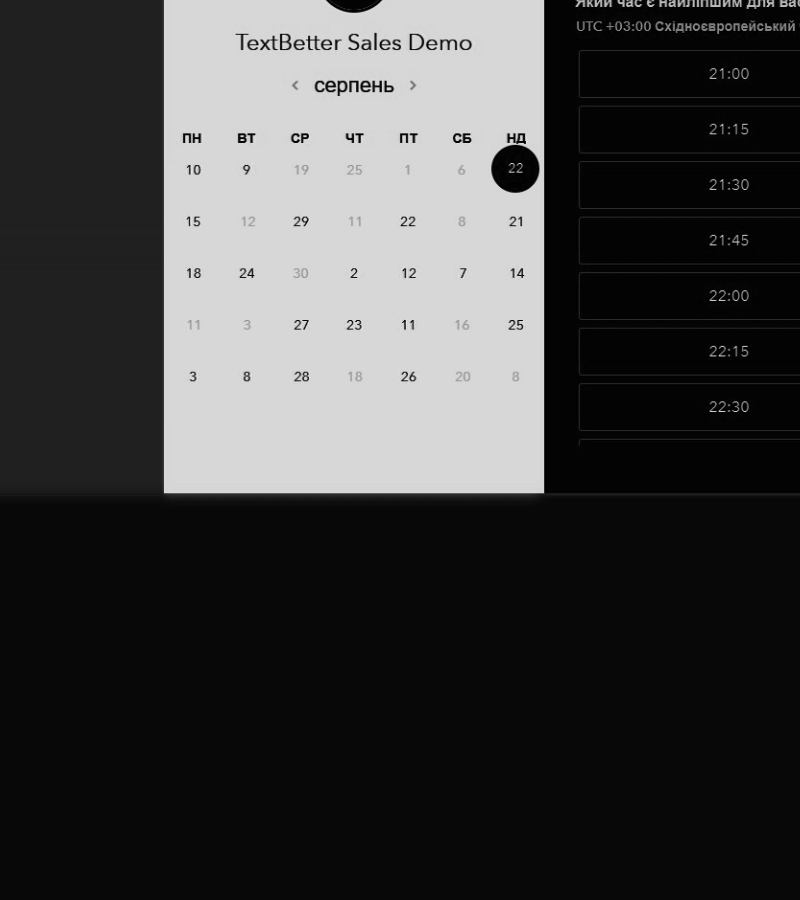 TextBetter Sales Demo
серпень
ПН ВТ СР ЧТ ПТ СБ НД
10 9 19 25 1 6 22
15 12 29 11 22 8 21
18 24 30 2 12 7 14
11 3 27 23 11 16 25
3 8 28 18 26 20 8
Який час є найліпшим для вас
UTC +03:00 Східноєвропейський
21:00
21:15
21:30
21:45
22:00
22:15
22:30